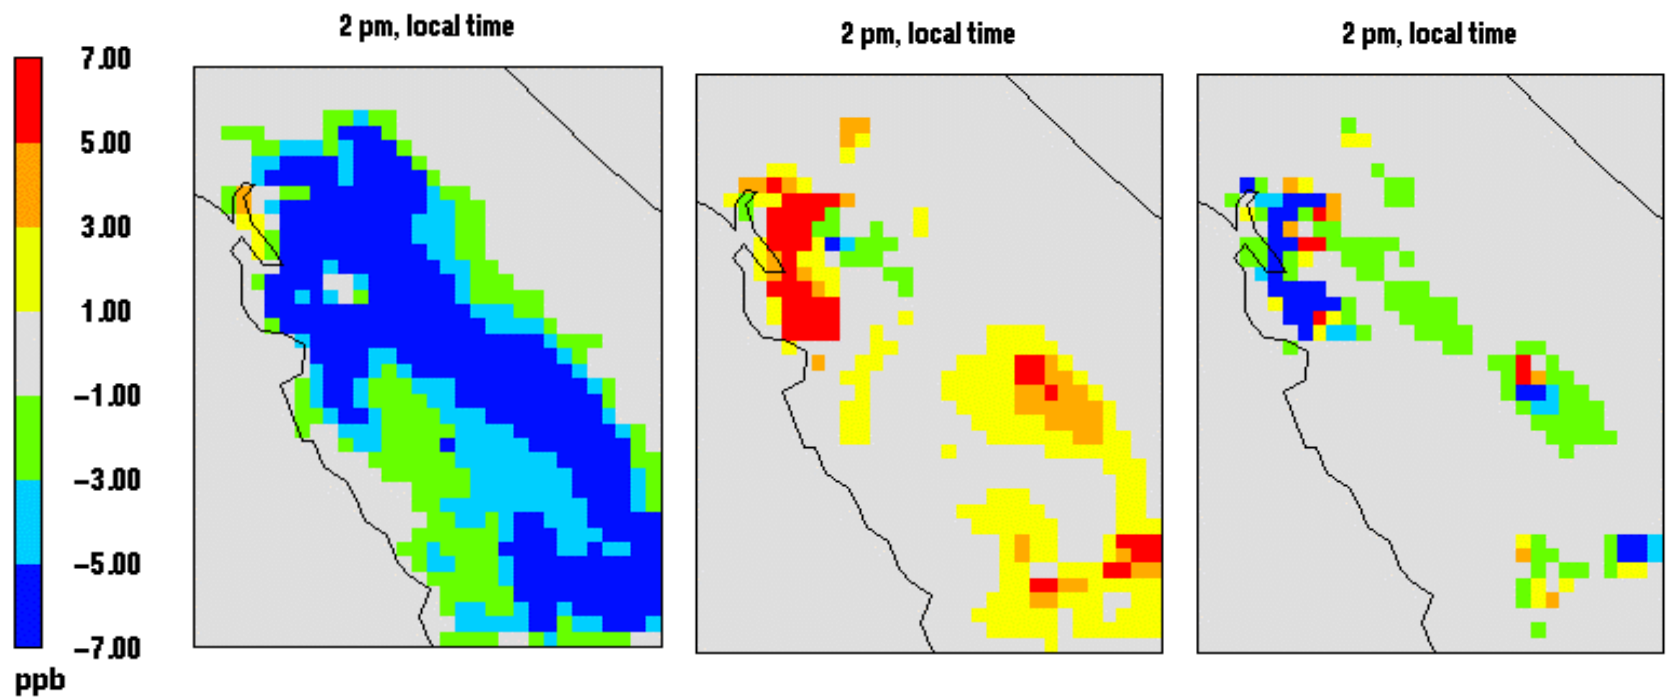 2 pm, local time
2 pm, local time
2 pm, local time
7.00
5.00
3.00
1.00
−1.00
−3.00
−5.00
−7.00
ppb